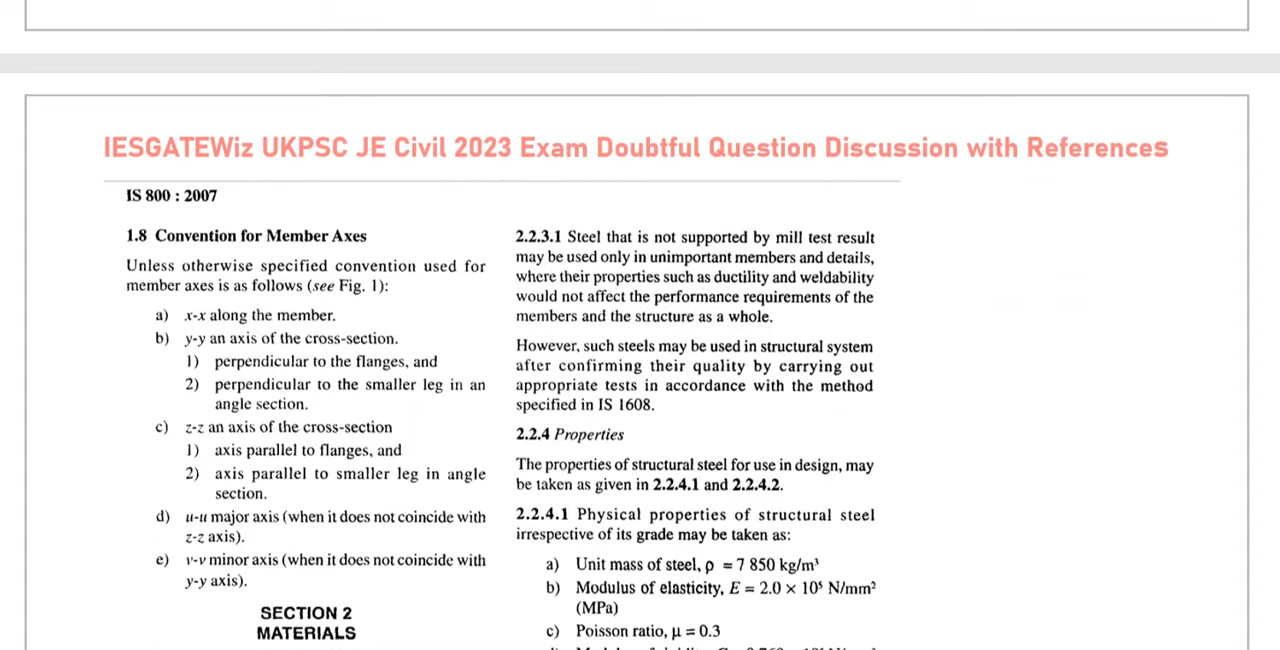 IESGATEWiz UKPSC JE Civil 2023 Exam Doubtful Question Discussion with References
IS 800 : 2007
1.8 Convention for Member Axes
Unless otherwise specified convention used for
member axes is as follows (see Fig. 1):
a) x-x along the member.
b) y-y an axis of the cross-section.
1) perpendicular to the flanges, and
2) perpendicular to the smaller leg in an
angle section.
c) z-z an axis of the cross-section
1) axis parallel to flanges, and
2) axis parallel to smaller leg in angle
section.
d) u-u major axis (when it does not coincide with
z-z axis).
e) v-v minor axis (when it does not coincide with
y-y axis).
SECTION 2
MATERIALS
2.2.3.1 Steel that is not supported by mill test result
may be used only in unimportant members and details,
where their properties such as ductility and weldability
would not affect the performance requirements of the
members and the structure as a whole.
However, such steels may be used in structural system
after confirming their quality by carrying out
appropriate tests in accordance with the method
specified in IS 1608.
2.2.4 Properties
The properties of structural steel for use in design, may
be taken as given in 2.2.4.1 and 2.2.4.2.
2.2.4.1 Physical properties of structural steel
irrespective of its grade may be taken as:
a) Unit mass of steel, ρ = 7 850 kg/m³
b) Modulus of elasticity, E = 2.0 × 10⁵ N/mm²
(MPa)
c) Poisson ratio, μ = 0.3